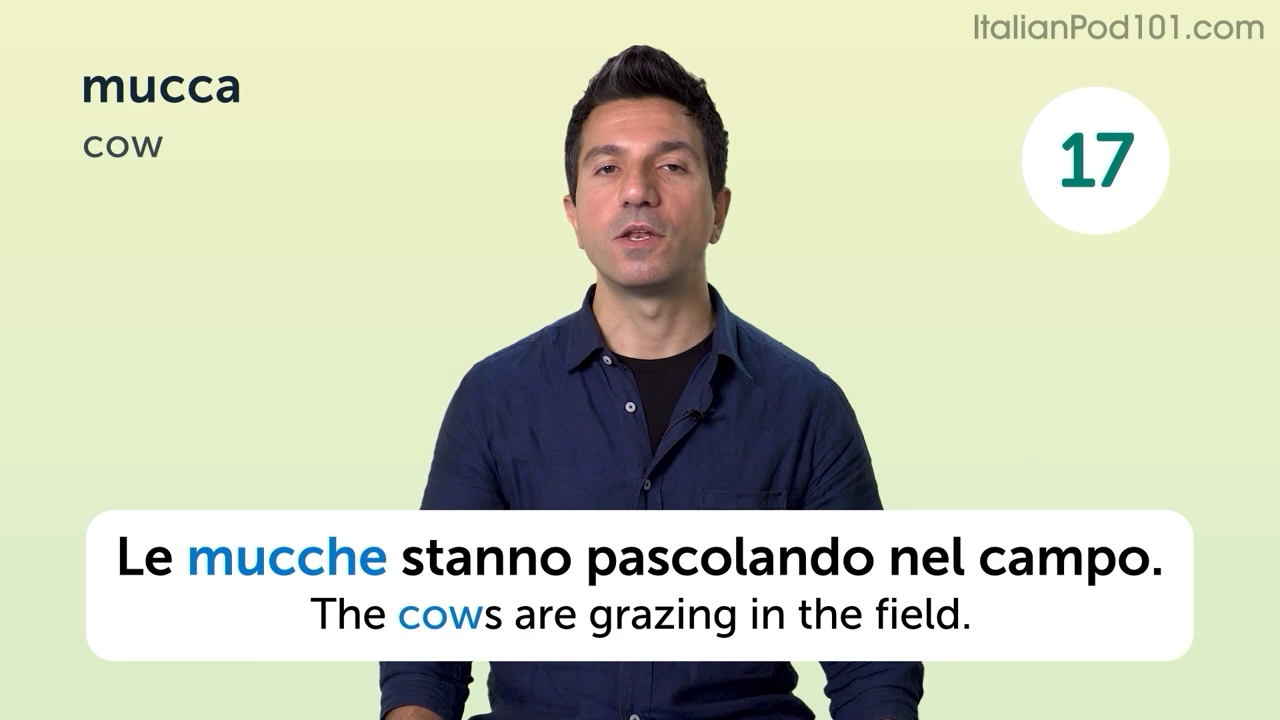 ItalianPod101.com
mucca
cow
17
Le mucche stanno pascolando nel campo.
The cows are grazing in the field.